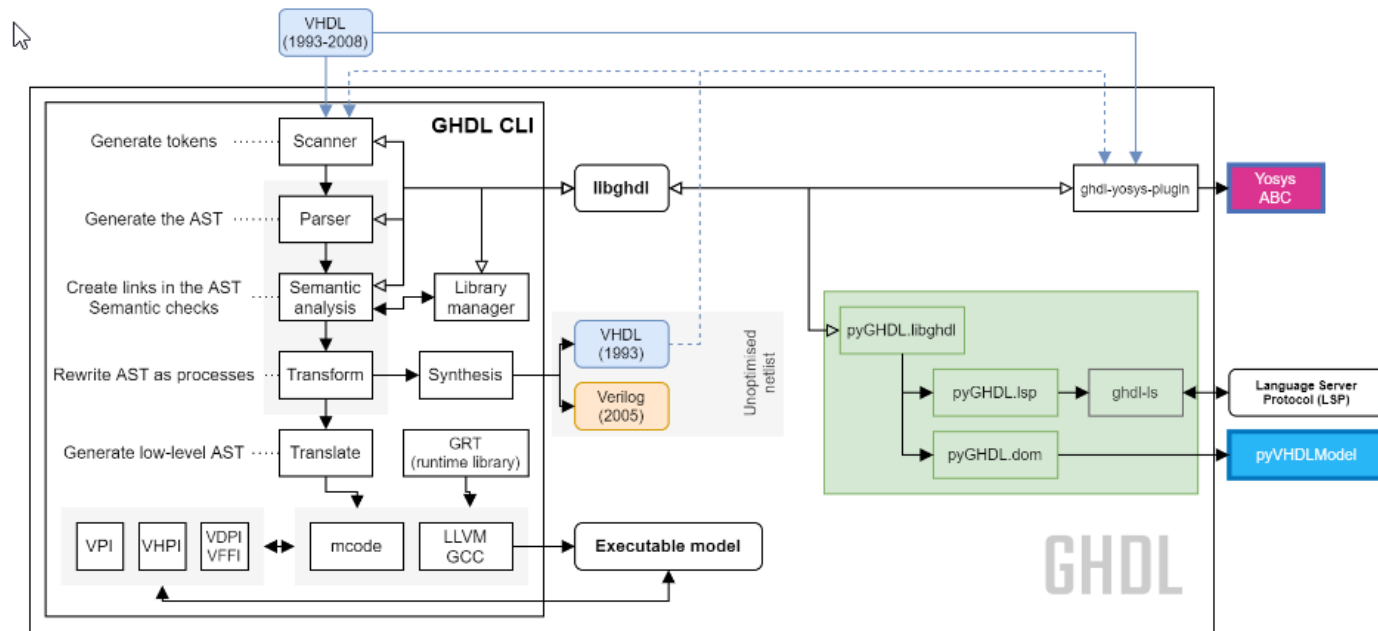 VHDL
(1993-2008)
GHDL CLI
Generate tokens
Scanner
libghdl
ghdl-yosys-plugin
Yosys
ABC
Generate the AST
Parser
Create links in the AST
Semantic checks
Semantic
analysis
Library
manager
VHDL
(1993)
Unoptimised
netlist
pyGHDL.libghdl
Rewrite AST as processes
Transform
Synthesis
Verilog
(2005)
pyGHDL.lsp
ghdl-ls
Language Server
Protocol (LSP)
Generate low-level AST
Translate
GRT
(runtime library)
pyGHDL.dom
pyVHDLModel
VPI
VHPI
VDPI
VFFI
mcode
LLVM
GCC
Executable model
GHDL